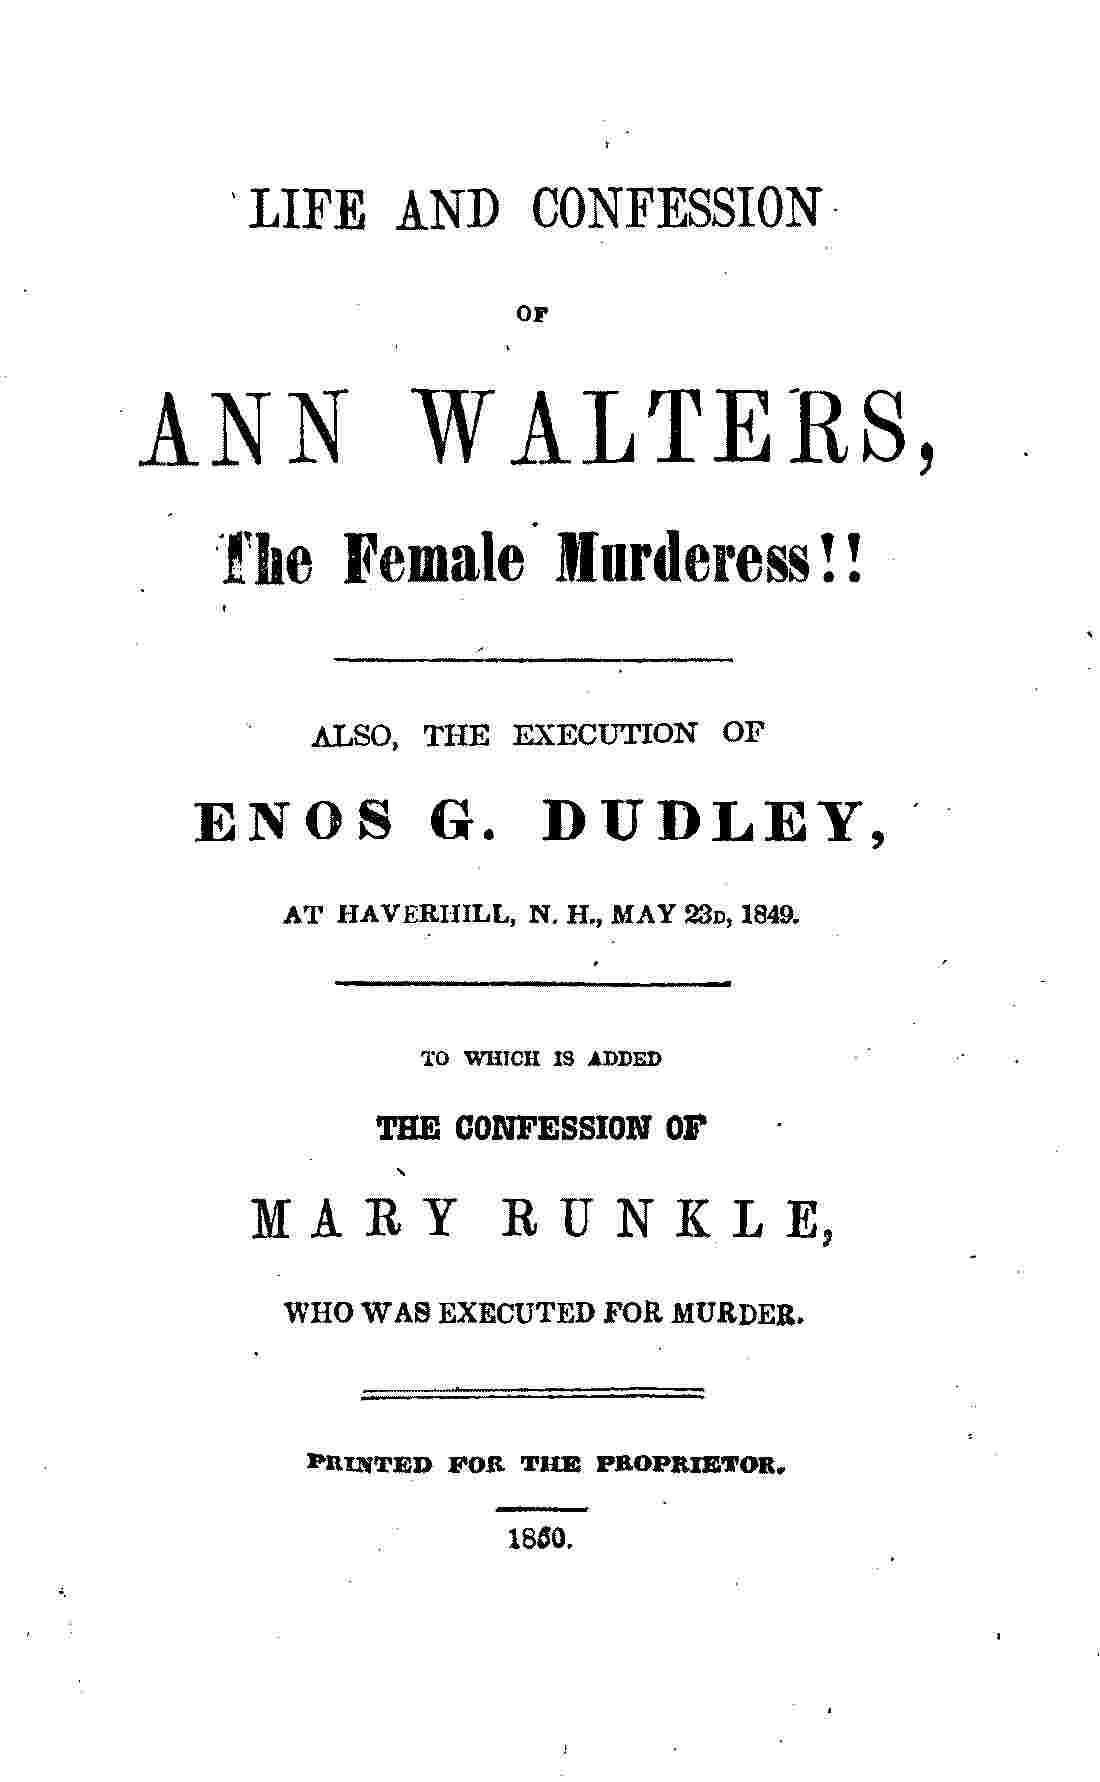 LIFE AND CONFESSION
OF
ANN WALTERS,
The Female Murderess!!
ALSO, THE EXECUTION OF
ENOS G. DUDLEY,
AT HAVERHILL, N. H., MAY 23D, 1849.
TO WHICH IS ADDED
THE CONFESSION OF
MARY RUNKLE,
WHO WAS EXECUTED FOR MURDER.
PRINTED FOR THE PROPRIETOR.
1850.